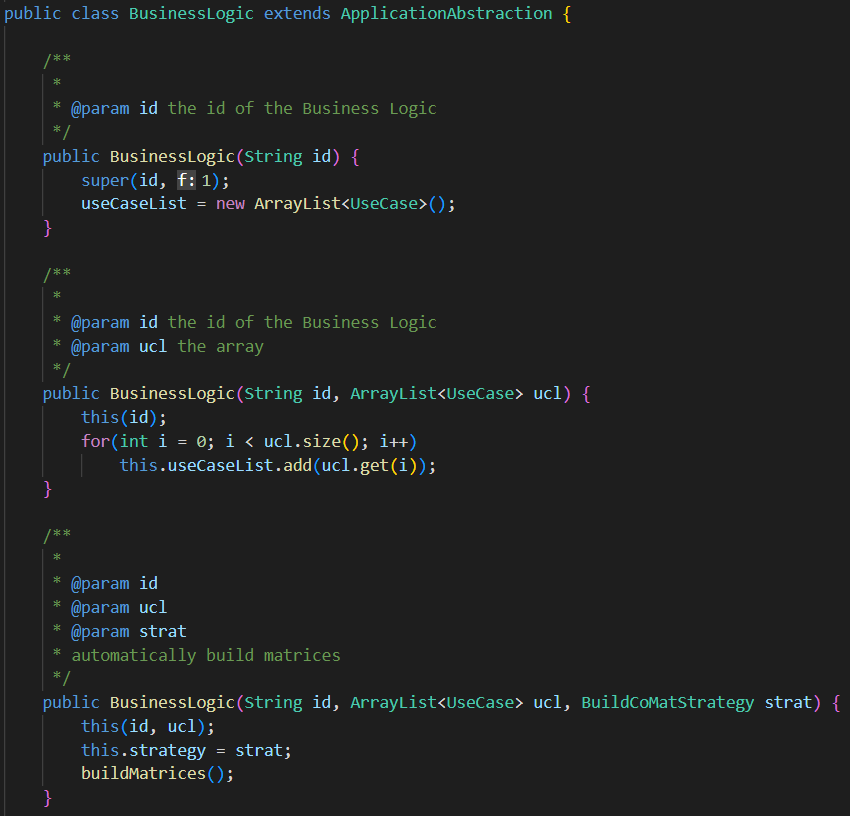 public class BusinessLogic extends ApplicationAbstraction {
/**
*
* @param id the id of the Business Logic
*/
public BusinessLogic(String id) {
super(id, f: 1);
useCaseList = new ArrayList<UseCase>();
}
/**
*
* @param id the id of the Business Logic
* @param ucl the array
*/
public BusinessLogic(String id, ArrayList<UseCase> ucl) {
this(id);
for(int i = 0; i < ucl.size(); i++)
this.useCaseList.add(ucl.get(i));
}
/**
*
* @param id
* @param ucl
* @param strat
* automatically build matrices
*/
public BusinessLogic(String id, ArrayList<UseCase> ucl, BuildCoMatStrategy strat) {
this(id, ucl);
this.strategy = strat;
buildMatrices();
}